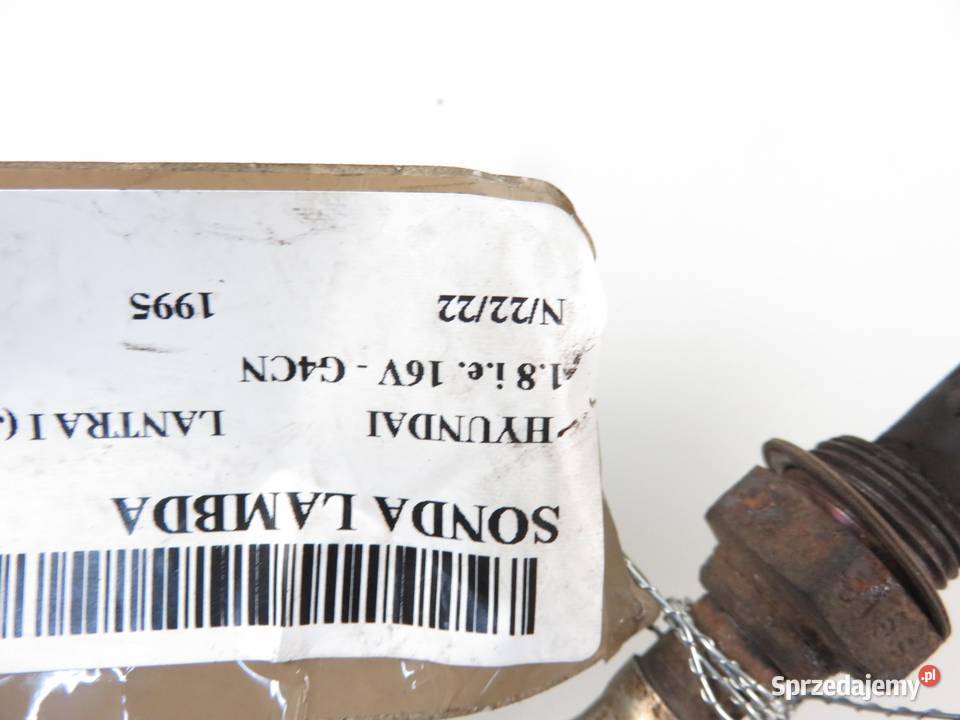 SONDA LAMBDA
HYUNDAI LANTRA I (
1.8 i.e. 16V - G4CN
N/22/22 1995
Sprzedajemy.pl